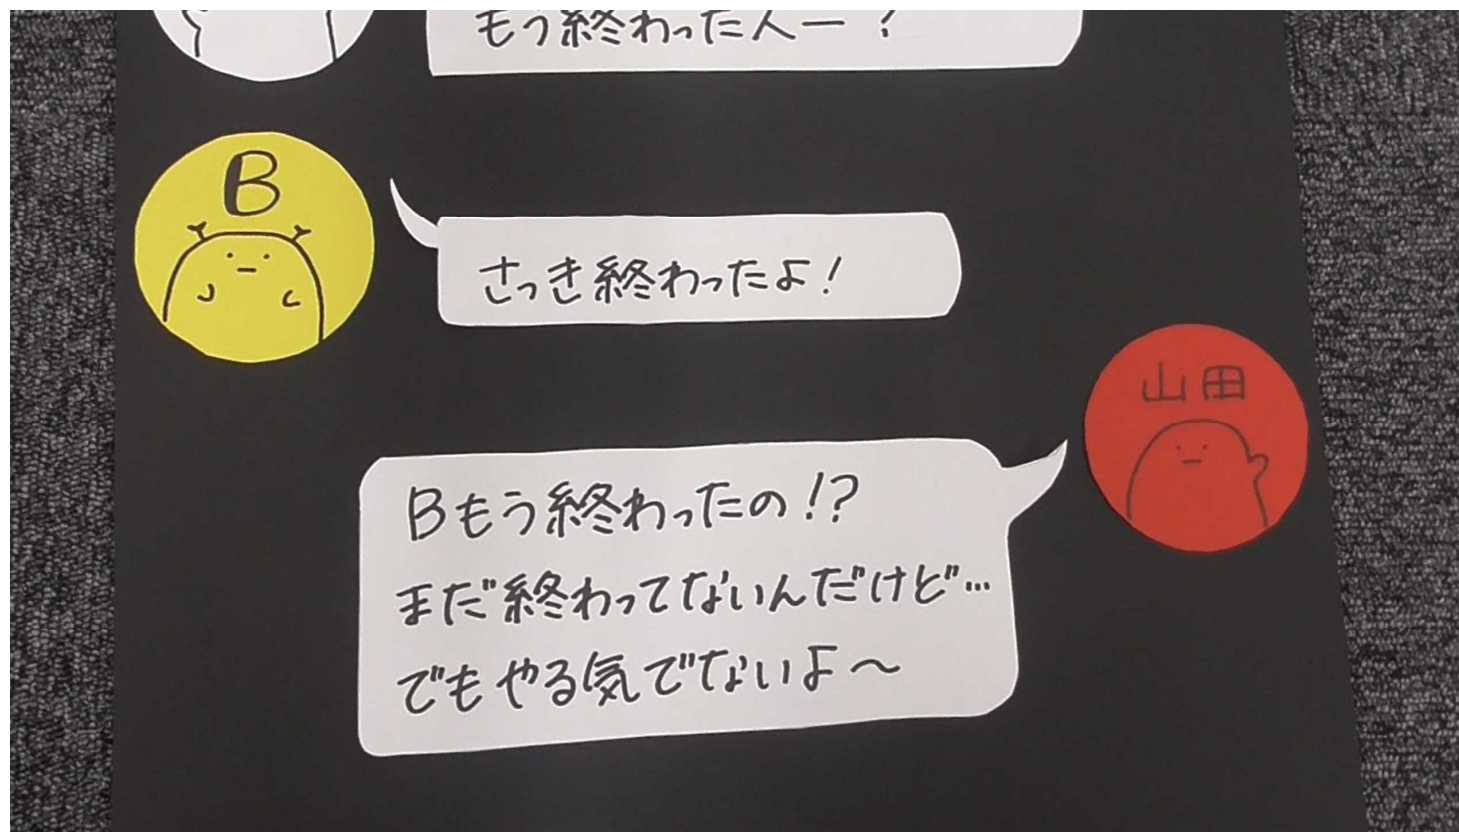 もう終わった人ー?
B
さっき終わったよ!
山田
Bもう終わったの!?
まだ終わってないんだけど…
でもやる気でないよ〜